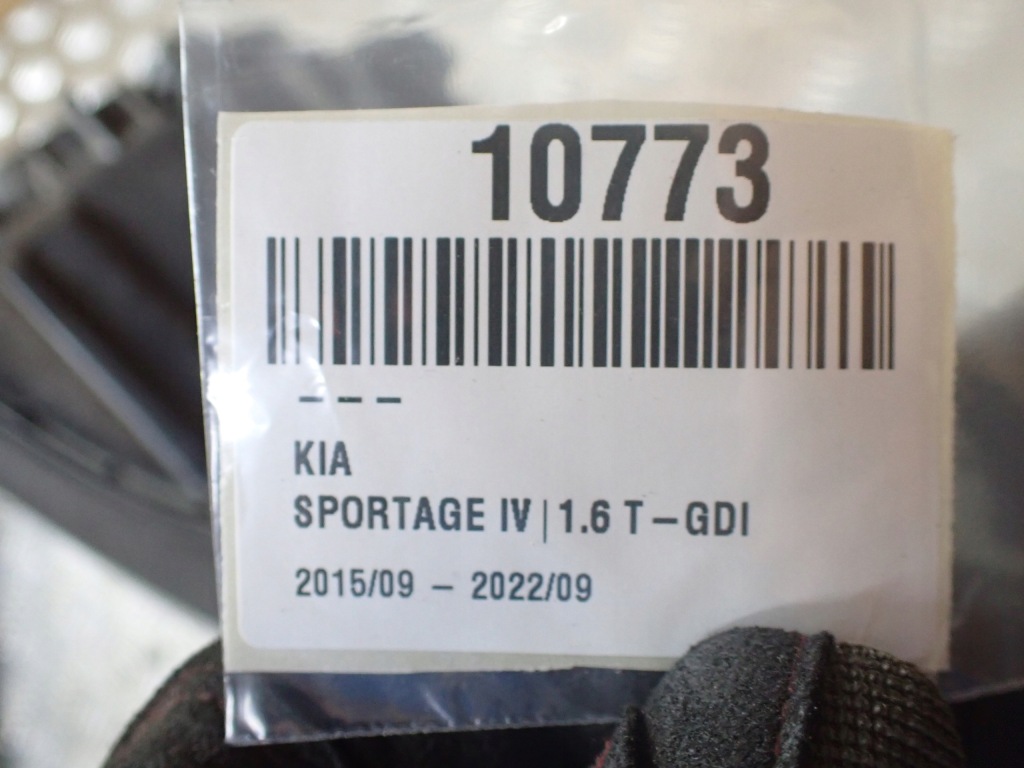 10773
---
KIA
SPORTAGE IV | 1.6 T-GDI
2015/09 - 2022/09